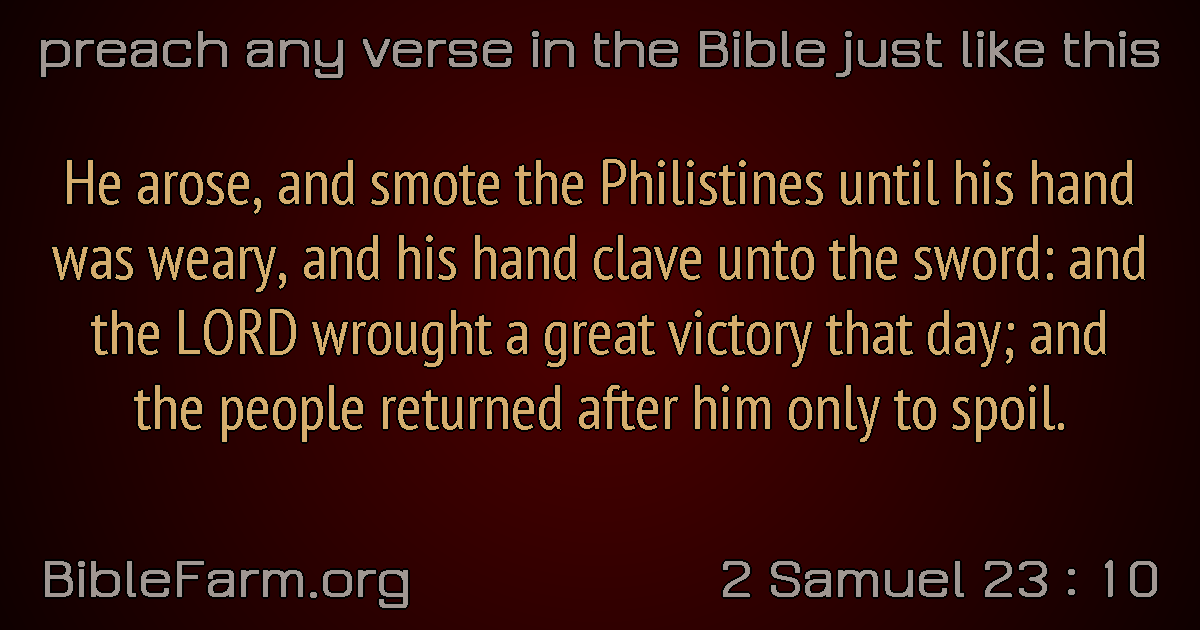 preach any verse in the Bible just like this
He arose, and smote the Philistines until his hand
was weary, and his hand clave unto the sword: and
the LORD wrought a great victory that day; and
the people returned after him only to spoil.
BibleFarm.org
2 Samuel 23 : 10